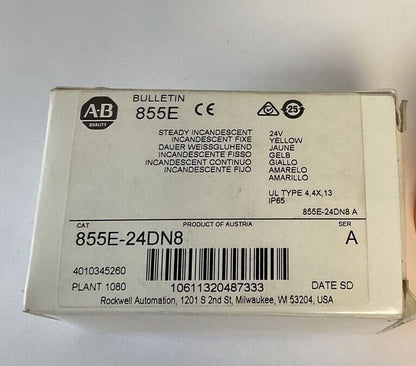 A-B
QUALITY
BULLETIN
855E CE 25
STEADY INCANDESCENT 24V
INCANDESCENT FIXE YELLOW
DAUER WEISSGLUHEND JAUNE
INCANDESCENTE FISSO GELB
INCANDESCENT CONTINUO GIALLO
INCANDESCENTE FIJO AMARELO
AMARILLO
UL TYPE 4,4X,13
IP65
855E-24DN8 A
CAT PRODUCT OF AUSTRIA SER
855E-24DN8 A
4010345260
PLANT 1080 10611320487333 DATE SD
Rockwell Automation, 1201 S 2nd St, Milwaukee, WI 53204, USA